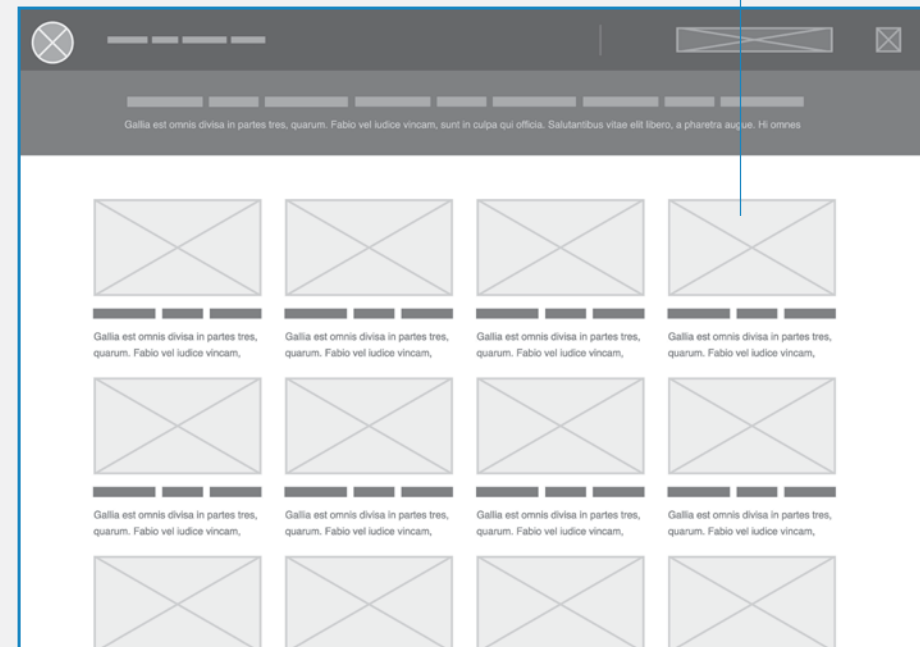 Gallia est omnis divisa in partes tres, quarum. Fabio vel iudice vincam, sunt in culpa qui officia. Salutantibus vitae elit libero, a pharetra augue. Hi omnes
Gallia est omnis divisa in partes tres,
quarum. Fabio vel iudice vincam,
Gallia est omnis divisa in partes tres,
quarum. Fabio vel iudice vincam,
Gallia est omnis divisa in partes tres,
quarum. Fabio vel iudice vincam,
Gallia est omnis divisa in partes tres,
quarum. Fabio vel iudice vincam,
Gallia est omnis divisa in partes tres,
quarum. Fabio vel iudice vincam,
Gallia est omnis divisa in partes tres,
quarum. Fabio vel iudice vincam,
Gallia est omnis divisa in partes tres,
quarum. Fabio vel iudice vincam,
Gallia est omnis divisa in partes tres,
quarum. Fabio vel iudice vincam,